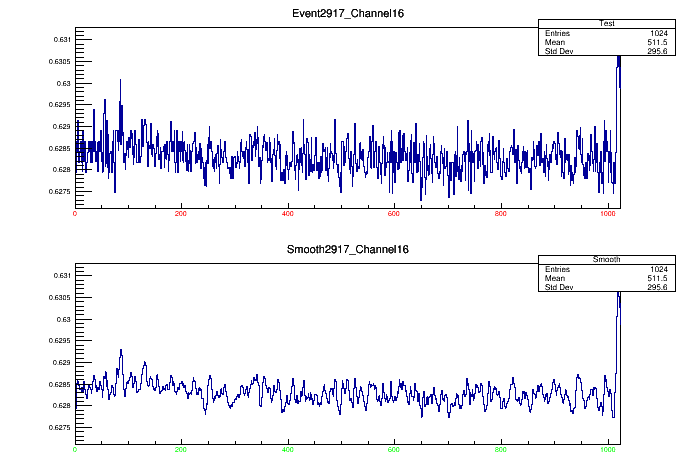 Event2917_Channel16
Test
Entries 1024
Mean 511.5
Std Dev 295.6
0.631
0.6305
0.63
0.6295
0.629
0.6285
0.628
0.6275
0 200 400 600 800 1000
Smooth2917_Channel16
Smooth
Entries 1024
Mean 511.5
Std Dev 295.6
0.631
0.6305
0.63
0.6295
0.629
0.6285
0.628
0.6275
0 200 400 600 800 1000